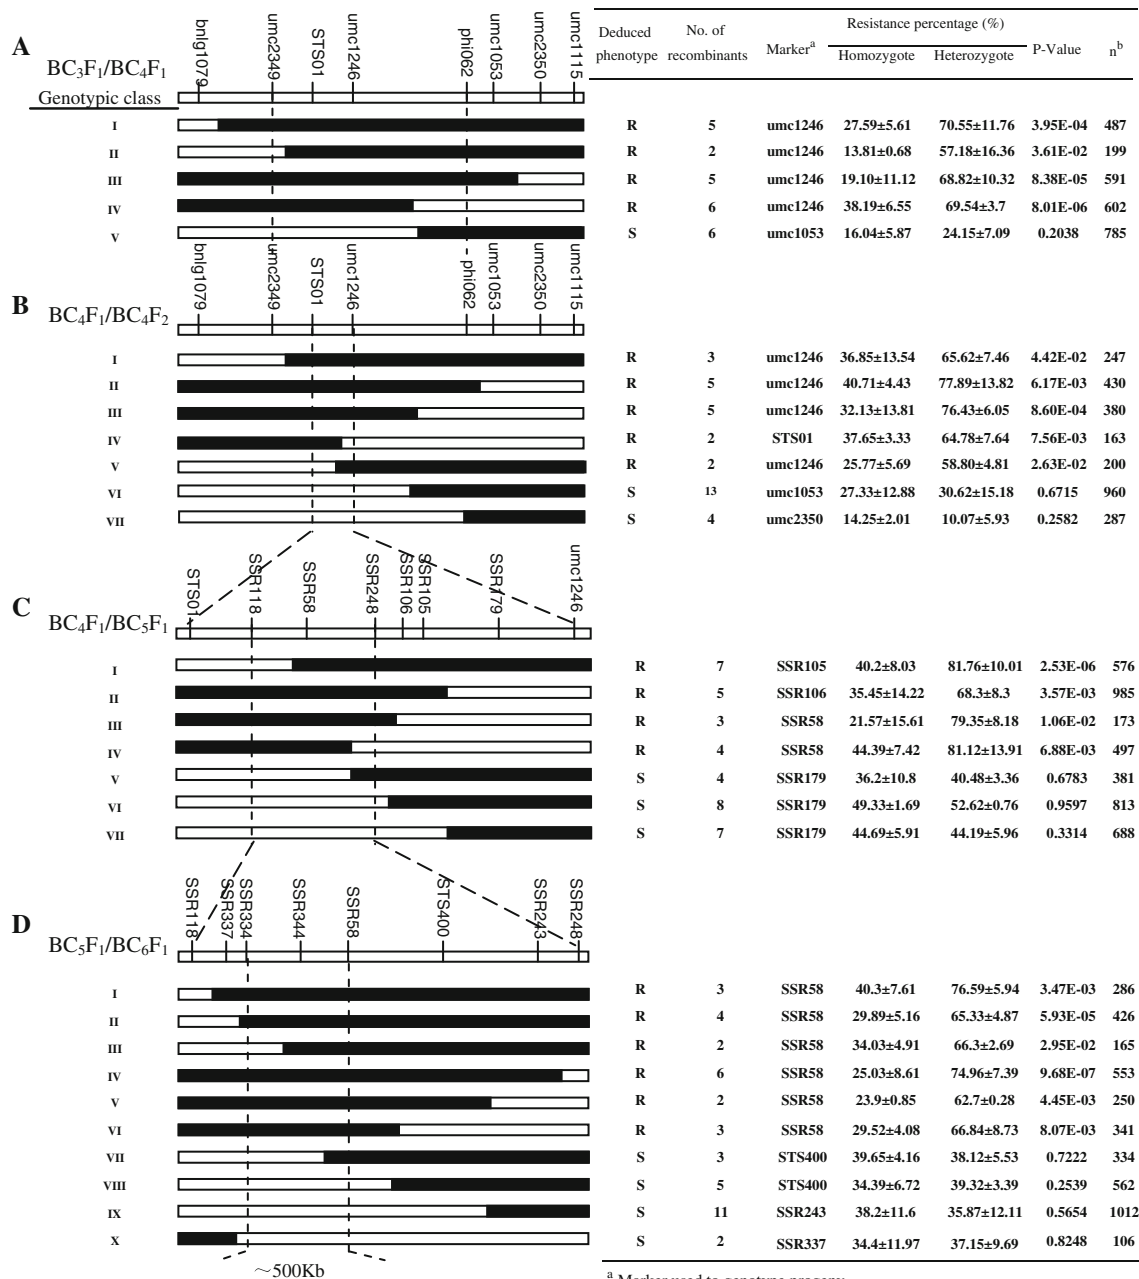 Deduced phenotype No. of recombinants Marker^a Resistance percentage (%) Homozygote Heterozygote P-Value n^b
A
bnlg1079 umc2349 STS01 umc1246 phi062 umc1053 umc2350 umc1115
BC3F1/BC4F1
Genotypic class
I R 5 umc1246 27.59±5.61 70.55±11.76 3.95E-04 487
II R 2 umc1246 13.81±0.68 57.18±16.36 3.61E-02 199
III R 5 umc1246 19.10±11.12 68.82±10.32 8.38E-05 591
IV R 6 umc1246 38.19±6.55 69.54±3.7 8.01E-06 602
V S 6 umc1053 16.04±5.87 24.15±7.09 0.2038 785
B
bnlg1079 umc2349 STS01 umc1246 phi062 umc1053 umc2350 umc1115
BC4F1/BC4F2
I R 3 umc1246 36.85±13.54 65.62±7.46 4.42E-02 247
II R 5 umc1246 40.71±4.43 77.89±13.82 6.17E-03 430
III R 5 umc1246 32.13±13.81 76.43±6.05 8.60E-04 380
IV R 2 STS01 37.65±3.33 64.78±7.64 7.56E-03 163
V R 2 umc1246 25.77±5.69 58.80±4.81 2.63E-02 200
VI S 13 umc1053 27.33±12.88 30.62±15.18 0.6715 960
VII S 4 umc2350 14.25±2.01 10.07±5.93 0.2582 287
C
STS01 SSR118 SSR58 SSR248 SSR106 SSR105 SSR179 umc1246
BC4F1/BC5F1
I R 7 SSR105 40.2±8.03 81.76±10.01 2.53E-06 576
II R 5 SSR106 35.45±14.22 68.3±8.3 3.57E-03 985
III R 3 SSR58 21.57±15.61 79.35±8.18 1.06E-02 173
IV R 4 SSR58 44.39±7.42 81.12±13.91 6.88E-03 497
V S 4 SSR179 36.2±10.8 40.48±3.36 0.6783 381
VI S 8 SSR179 49.33±1.69 52.62±0.76 0.9597 813
VII S 7 SSR179 44.69±5.91 44.19±5.96 0.3314 688
D
SSR118 SSR337 SSR334 SSR344 SSR58 STS400 SSR243 SSR248
BC5F1/BC6F1
I R 3 SSR58 40.3±7.61 76.59±5.94 3.47E-03 286
II R 4 SSR58 29.89±5.16 65.33±4.87 5.93E-05 426
III R 2 SSR58 34.03±4.91 66.3±2.69 2.95E-02 165
IV R 6 SSR58 25.03±8.61 74.96±7.39 9.68E-07 553
V R 2 SSR58 23.9±0.85 62.7±0.28 4.45E-03 250
VI R 3 SSR58 29.52±4.08 66.84±8.73 8.07E-03 341
VII S 3 STS400 39.65±4.16 38.12±5.53 0.7222 334
VIII S 5 STS400 34.39±6.72 39.32±3.39 0.2539 562
IX S 11 SSR243 38.2±11.6 35.87±12.11 0.5654 1012
X S 2 SSR337 34.4±11.97 37.15±9.69 0.8248 106
~500Kb